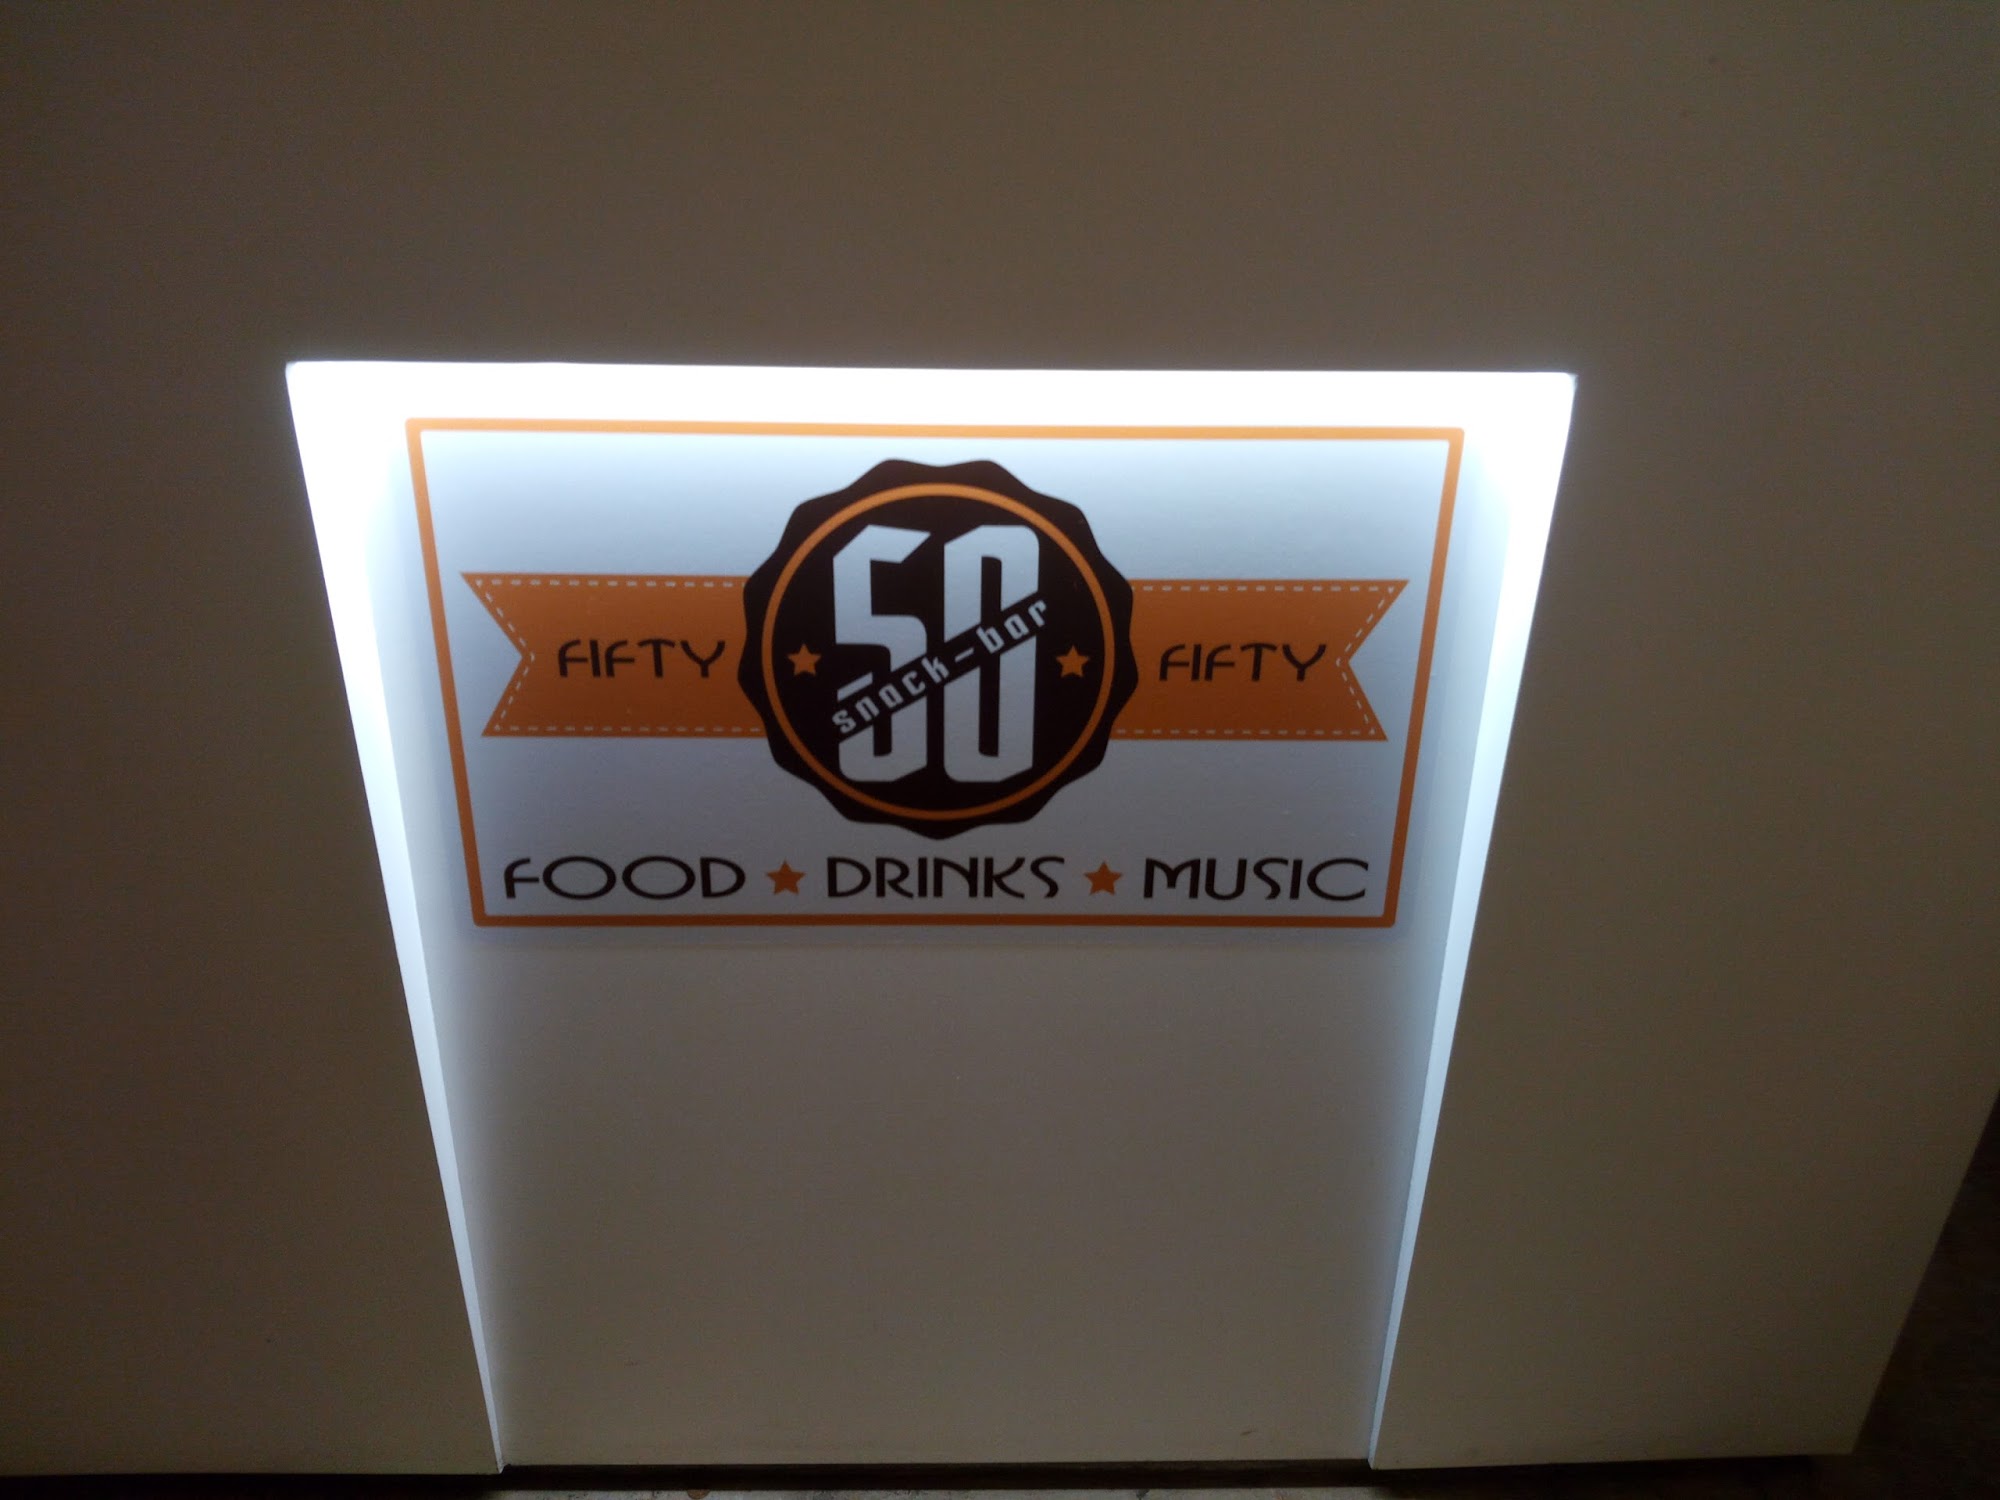 FIFTY 50 FIFTY
snack-bar
FOOD ★ DRINKS ★ MUSIC